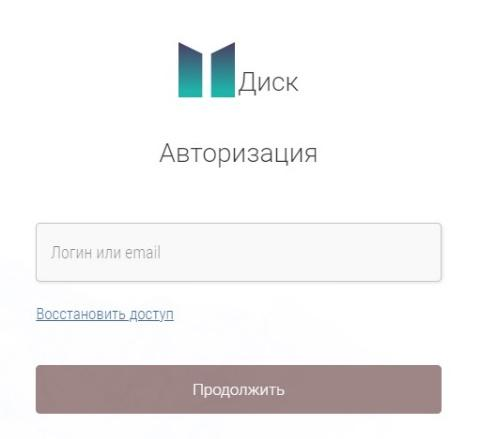 Диск
Авторизация
Логин или email
Восстановить доступ
Продолжить